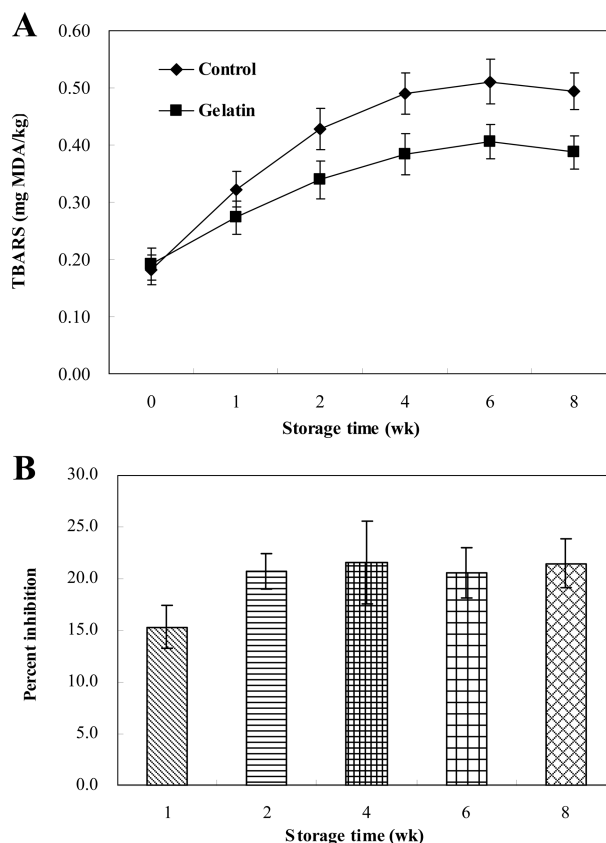 A
0.60
0.50
0.40
0.30
0.20
0.10
0.00
TBARS (mg MDA/kg)
Control
Gelatin
0 1 2 4 6 8
Storage time (wk)
B
30.0
25.0
20.0
15.0
10.0
5.0
0.0
Percent inhibition
1 2 4 6 8
Storage time (wk)